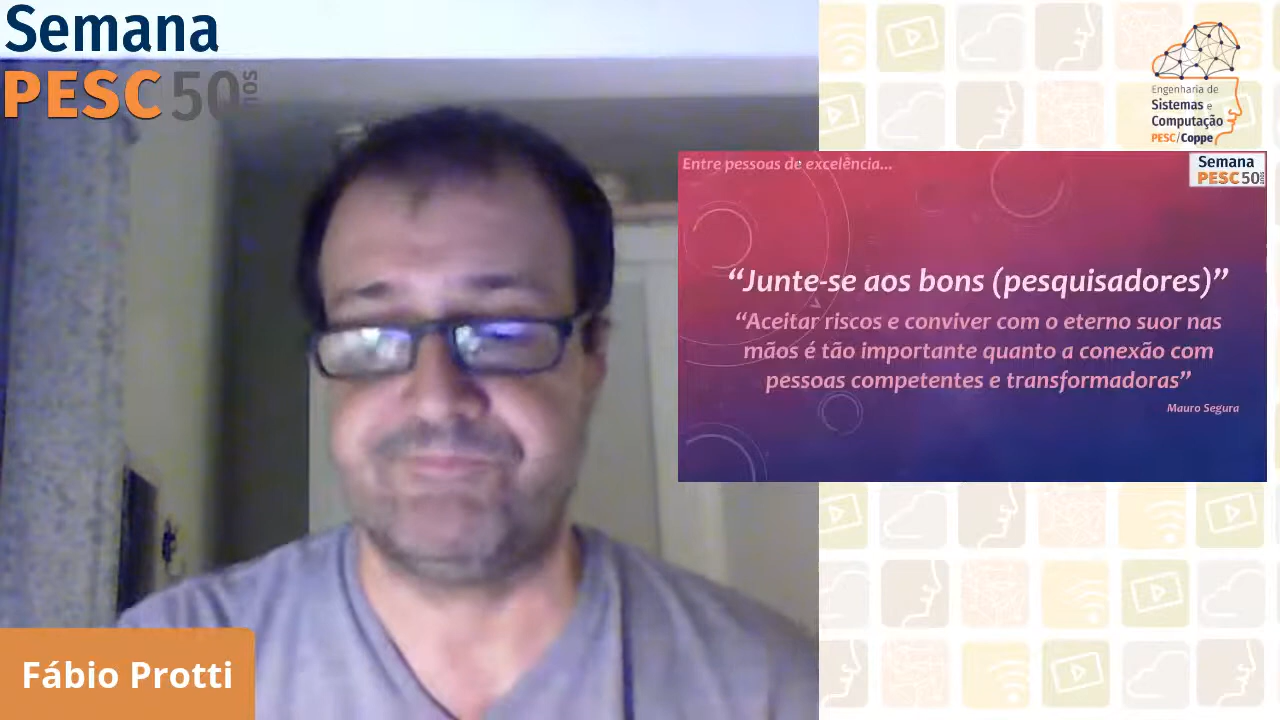 Semana
PESC 50
anos
Engenharia de
Sistemas e
Computação
PESC/Coppe
Entre pessoas de excelência...
Semana
PESC 50
anos
“Junte-se aos bons (pesquisadores)”
“Aceitar riscos e conviver com o eterno suor nas
mãos é tão importante quanto a conexão com
pessoas competentes e transformadoras”
Mauro Segura
Fábio Protti